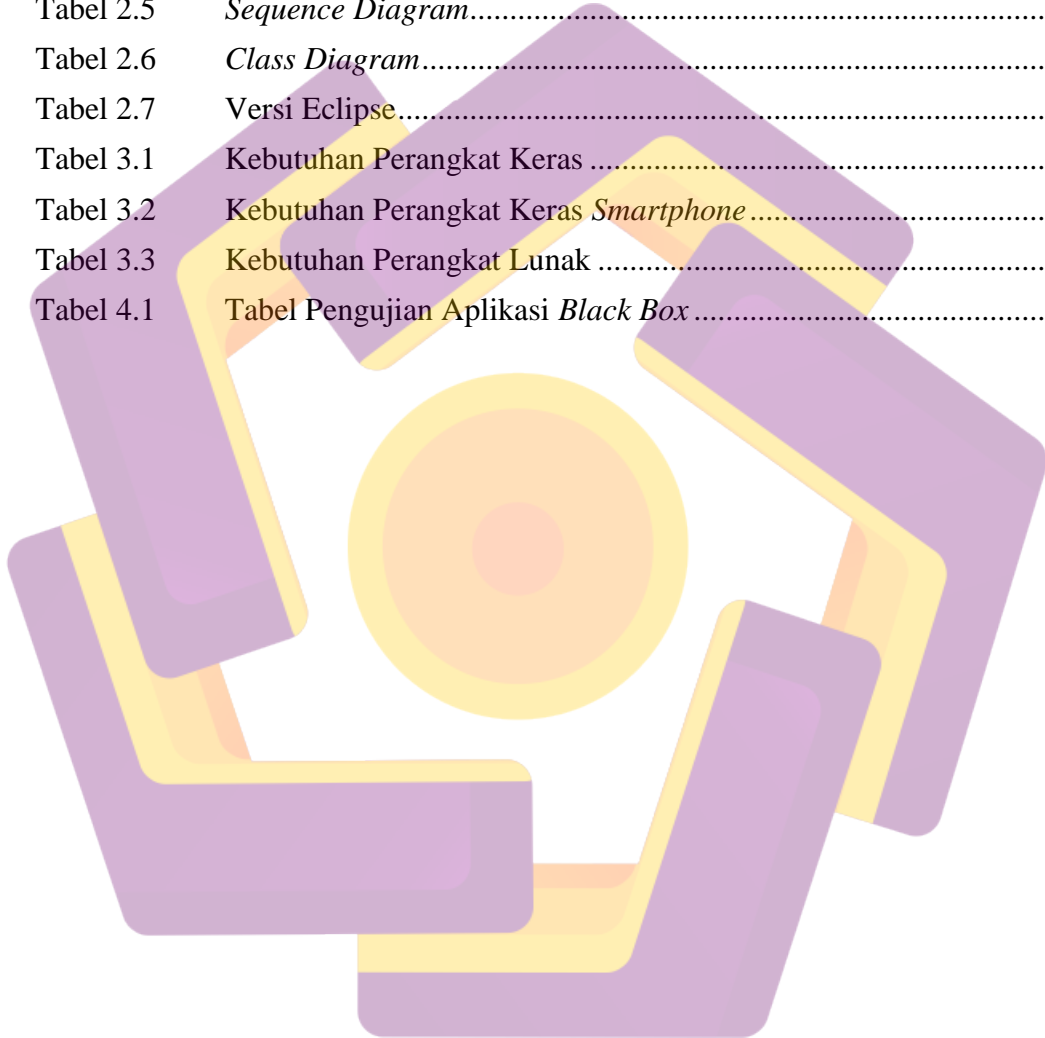 Tabel 2.5 Sequence Diagram................................................................
Tabel 2.6 Class Diagram......................................................................
Tabel 2.7 Versi Eclipse.........................................................................
Tabel 3.1 Kebutuhan Perangkat Keras ..................................................
Tabel 3.2 Kebutuhan Perangkat Keras Smartphone................................
Tabel 3.3 Kebutuhan Perangkat Lunak .................................................
Tabel 4.1 Tabel Pengujian Aplikasi Black Box.......................................